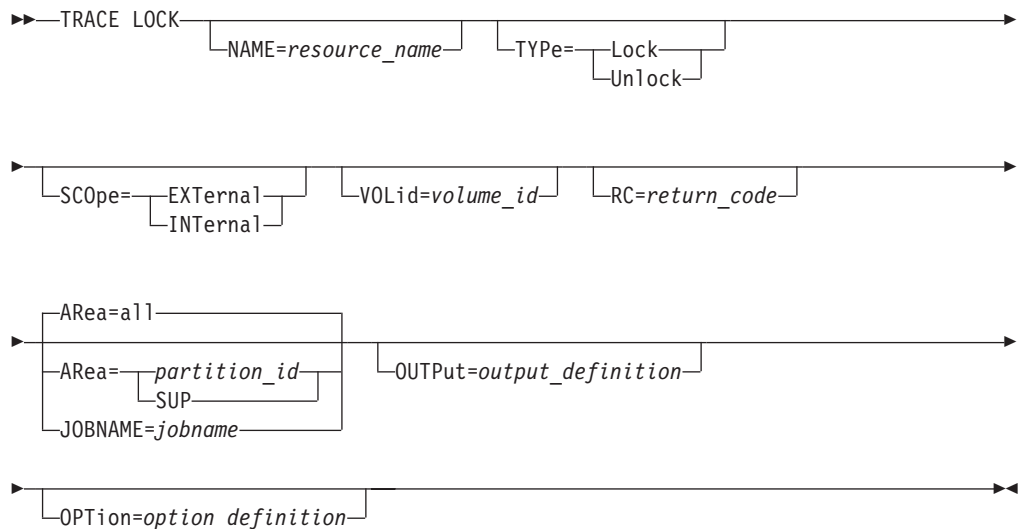 TRACE LOCK
NAME=resource_name
TYPe=
Lock
Unlock
SCOpe=
EXTernal
INTernal
VOLid=volume_id
RC=return_code
ARea=all
ARea=
partition_id
SUP
JOBNAME=jobname
OUTPut=output_definition
OPTion=option definition